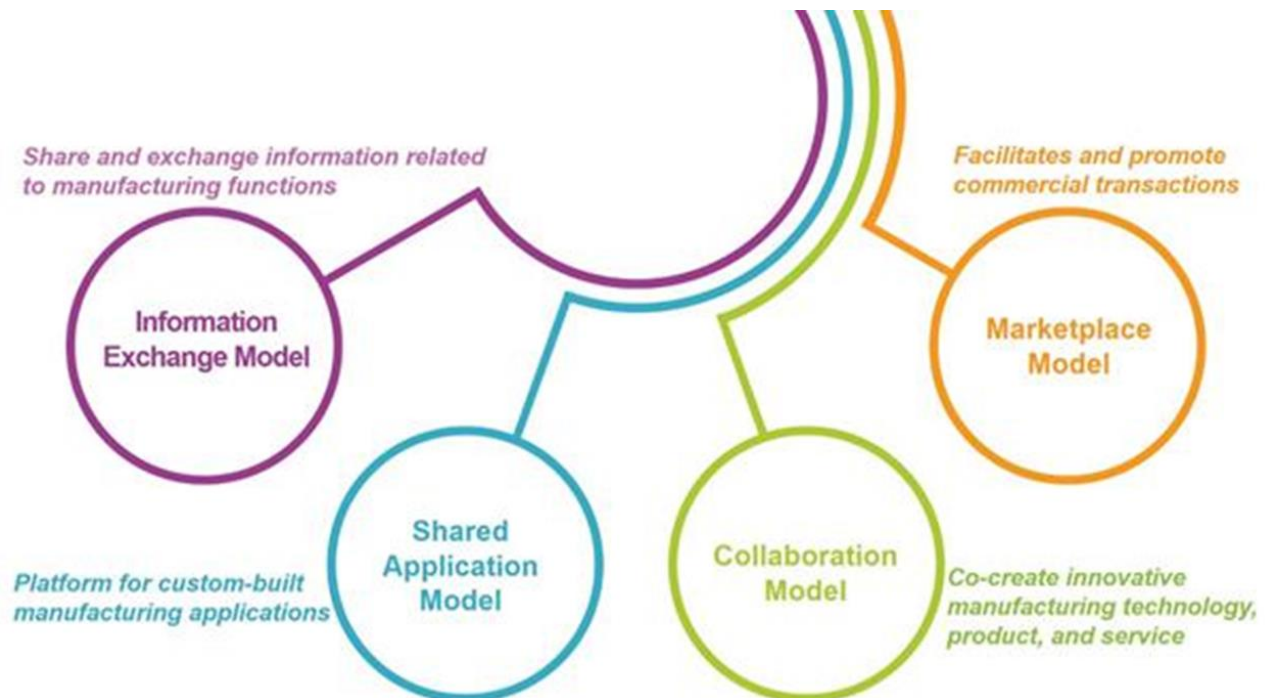 Share and exchange information related
to manufacturing functions
Information
Exchange Model
Shared
Application
Model
Platform for custom-built
manufacturing applications
Collaboration
Model
Co-create innovative
manufacturing technology,
product, and service
Facilitates and promote
commercial transactions
Marketplace
Model